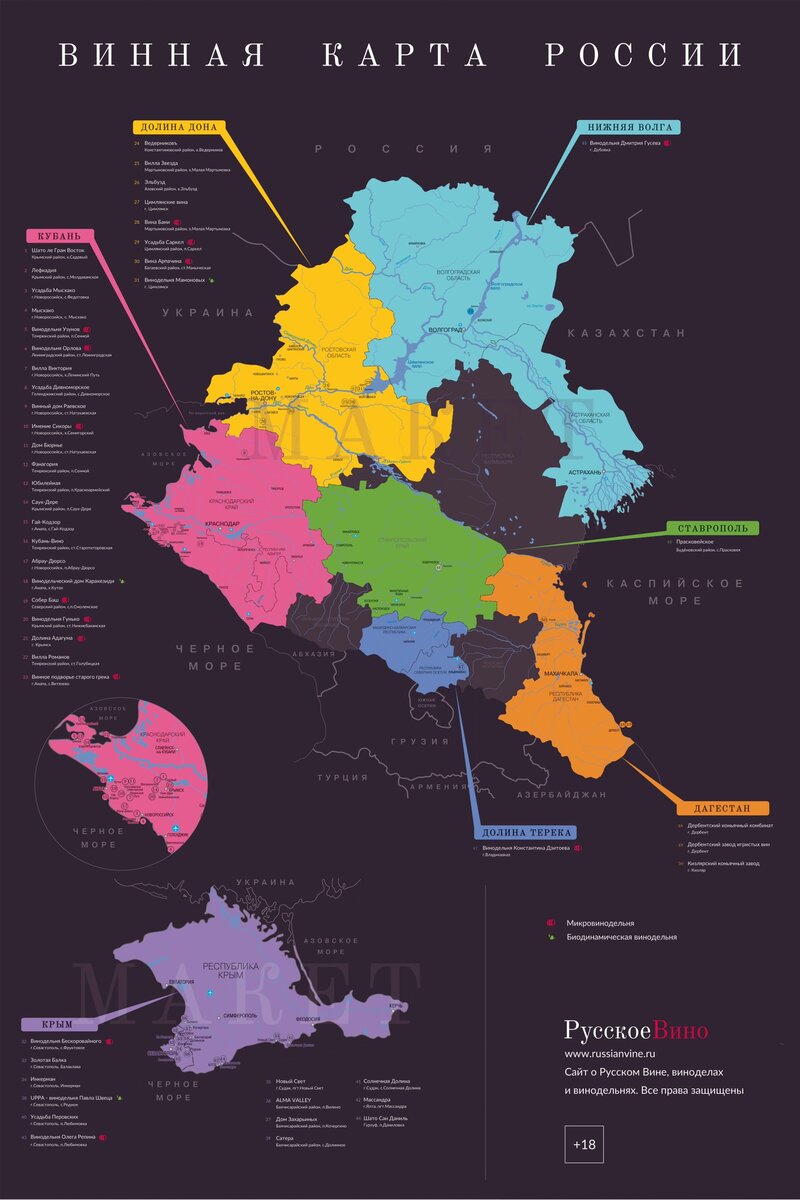 ВИННАЯ КАРТА РОССИИ
ДОЛИНА ДОНА
24 Ведерниковъ
Константиновский район, х.Ведерников
25 Вилла Звезда
Мартыновский район, х.Малая Мартыновка
26 Эльбузд
Азовский район, х.Эльбузд
27 Цимлянские вина
г. Цимлянск
28 Вина Бани
Мартыновский район, х.Малая Мартыновка
29 Усадьба Саркел
Цимлянский район, п.Саркел
30 Вина Арпачина
Багаевский район, ст.Манычская
31 Винодельня Мамоновых
г. Цимлянск
НИЖНЯЯ ВОЛГА
45 Винодельня Дмитрия Гусева
г. Дубовка
КУБАНЬ
1 Шато ле Гран Восток
Крымский район, х.Садовый
2 Лефкадия
Крымский район, с.Молдаванское
3 Усадьба Мысхако
г.Новороссийск, с.Федотовка
4 Мысхако
г.Новороссийск, с. Мысхако
5 Винодельня Узунов
Темрюкский район, п.Сенной
6 Винодельня Орлова
Ленинградский район, ст.Ленинградская
7 Вилла Виктория
г.Новороссийск, х.Ленинский Путь
8 Усадьба Дивноморское
Геленджикский район, с.Дивноморское
9 Винный дом Раевское
г.Новороссийск, ст.Натухаевская
10 Имение Сикоры
г.Новороссийск, х.Семигорский
11 Дом Бюрнье
г.Новороссийск, ст.Натухаевская
12 Фанагория
Темрюкский район, п.Сенной
13 Юбилейная
Темрюкский район, п.Красноармейский
14 Саук-Дере
Крымский район, п.Саук-Дере
15 Гай-Кодзор
г.Анапа, с.Гай-Кодзор
16 Кубань-Вино
Темрюкский район, ст.Старотитаровская
17 Абрау-Дюрсо
г.Новороссийск, п.Абрау-Дюрсо
18 Винодельческий дом Каракезиди
г.Анапа, х.Куток
19 Собер Баш
Северский район, с.п.Смоленское
20 Винодельня Гунько
Крымский район, ст.Нижнебаканская
21 Долина Адагума
г. Крымск
22 Вилла Романов
Темрюкский район, ст.Голубицкая
23 Винное подворье старого грека
г.Анапа, с.Витязево
РОССИЯ
УКРАИНА
КАЗАХСТАН
ВОЛГОГРАДСКАЯ
ОБЛАСТЬ
Волгоградское
вдхр.
ВОЛГОГРАД
Цимлянское
вдхр.
РОСТОВСКАЯ
ОБЛАСТЬ
РОСТОВ-
НА-ДОНУ
АСТРАХАНСКАЯ
ОБЛАСТЬ
АСТРАХАНЬ
МАКЕТ
АЗОВСКОЕ
МОРЕ
КРАСНОДАРСКИЙ
КРАЙ
КРАСНОДАР
СТАВРОПОЛЬСКИЙ
КРАЙ
СТАВРОПОЛЬ
Прасковейское
Будённовский район, с.Прасковея
КАСПИЙСКОЕ
МОРЕ
ЧЕРНОЕ
МОРЕ
АБХАЗИЯ
ЮЖНАЯ
ОСЕТИЯ
МАХАЧКАЛА
РЕСПУБЛИКА
ДАГЕСТАН
ГРУЗИЯ
ТУРЦИЯ
АРМЕНИЯ
АЗЕРБАЙДЖАН
ДОЛИНА ТЕРЕКА
Винодельня Константина Дзитоева
г.Владикавказ
ДАГЕСТАН
Дербентский коньячный комбинат
г. Дербент
Дербентский завод игристых вин
г. Дербент
Кизлярский коньячный завод
г. Кизляр
АЗОВСКОЕ
МОРЕ
КРАСНОДАРСКИЙ
КРАЙ
СЛАВЯНСК-
НА-КУБАНИ
КРЫМСК
НОВОРОССИЙСК
ГЕЛЕНДЖИК
ЧЕРНОЕ
МОРЕ
УКРАИНА
АЗОВСКОЕ
МОРЕ
РЕСПУБЛИКА
КРЫМ
ЕВПАТОРИЯ
СИМФЕРОПОЛЬ
ФЕОДОСИЯ
КЕРЧЬ
МАКЕТ
ЧЕРНОЕ
МОРЕ
КРЫМ
32 Винодельня Бескоровайного
г.Севастополь, с.Фруктовое
33 Золотая Балка
г.Севастополь, Балаклава
34 Инкерман
г.Севастополь, Инкерман
38 UPPA - винодельня Павла Швеца
г.Севастополь, с.Родное
40 Усадьба Перовских
г.Севастополь, п.Любимовка
43 Винодельня Олега Репина
г.Севастополь, п.Любимовка
35 Новый Свет
г.Судак, пгт Новый Свет
36 ALMA VALLEY
Бахчисарайский район, п.Вилино
37 Дом Захарьиных
Бахчисарайский район, п.Кочергино
39 Сатера
Бахчисарайский район, с.Долинное
41 Солнечная Долина
г.Судак, с.Солнечная Долина
42 Массандра
г.Ялта, пгт.Массандра
44 Шато Сан Даниль
Гурзуф, п.Даниловка
Микровинодельня
Биодинамическая винодельня
РусскоеВино
www.russianvine.ru
Сайт о Русском Вине, виноделах
и винодельнях. Все права защищены
+18